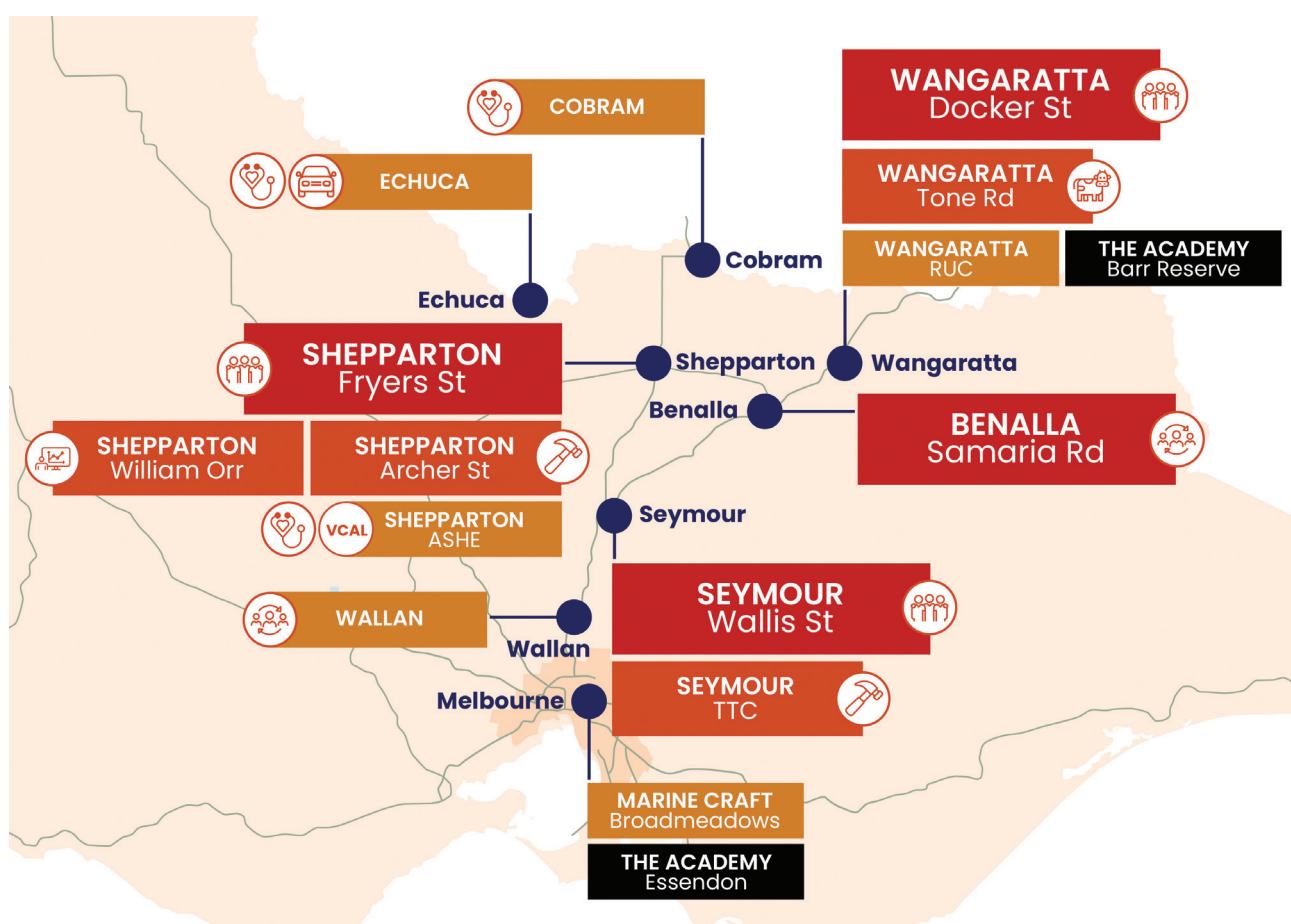 WANGARATTA
Docker St
COBRAM
WANGARATTA
Tone Rd
ECHUCA
WANGARATTA
RUC
THE ACADEMY
Barr Reserve
Cobram
Echuca
SHEPPARTON
Fryers St
Shepparton
Wangaratta
Benalla
BENALLA
Samaria Rd
SHEPPARTON
William Orr
SHEPPARTON
Archer St
VCAL
SHEPPARTON
ASHE
Seymour
SEYMOUR
Wallis St
WALLAN
Wallan
SEYMOUR
TTC
Melbourne
MARINE CRAFT
Broadmeadows
THE ACADEMY
Essendon